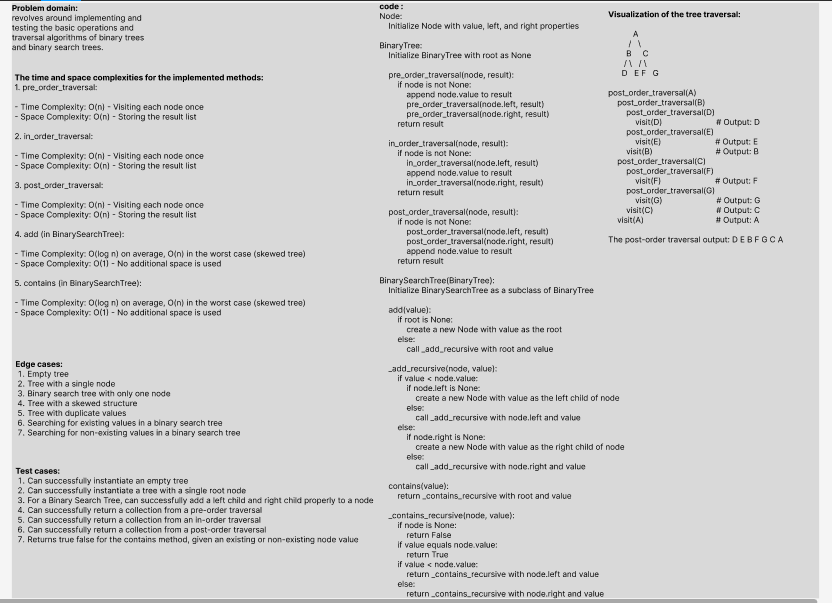 Problem domain:
revolves around implementing and
testing the basic operations and
traversal algorithms of binary trees
and binary search trees.
The time and space complexities for the implemented methods:
1. pre_order_traversal:
- Time Complexity: O(n) - Visiting each node once
- Space Complexity: O(n) - Storing the result list
2. in_order_traversal:
- Time Complexity: O(n) - Visiting each node once
- Space Complexity: O(n) - Storing the result list
3. post_order_traversal:
- Time Complexity: O(n) - Visiting each node once
- Space Complexity: O(n) - Storing the result list
4. add (in BinarySearchTree):
- Time Complexity: O(log n) on average, O(n) in the worst case (skewed tree)
- Space Complexity: O(1) - No additional space is used
5. contains (in BinarySearchTree):
- Time Complexity: O(log n) on average, O(n) in the worst case (skewed tree)
- Space Complexity: O(1) - No additional space is used
Edge cases:
1. Empty tree
2. Tree with a single node
3. Binary search tree with only one node
4. Tree with a skewed structure
5. Tree with duplicate values
6. Searching for existing values in a binary search tree
7. Searching for non-existing values in a binary search tree
Test cases:
1. Can successfully instantiate an empty tree
2. Can successfully instantiate a tree with a single root node
3. For a Binary Search Tree, can successfully add a left child and right child properly to a node
4. Can successfully return a collection from a pre-order traversal
5. Can successfully return a collection from an in-order traversal
6. Can successfully return a collection from a post-order traversal
7. Returns true false for the contains method, given an existing or non-existing node value
code :
Node:
Initialize Node with value, left, and right properties
BinaryTree:
Initialize BinaryTree with root as None
pre_order_traversal(node, result):
if node is not None:
append node.value to result
pre_order_traversal(node.left, result)
pre_order_traversal(node.right, result)
return result
in_order_traversal(node, result):
if node is not None:
in_order_traversal(node.left, result)
append node.value to result
in_order_traversal(node.right, result)
return result
post_order_traversal(node, result):
if node is not None:
post_order_traversal(node.left, result)
post_order_traversal(node.right, result)
append node.value to result
return result
BinarySearchTree(BinaryTree):
Initialize BinarySearchTree as a subclass of BinaryTree
add(value):
if root is None:
create a new Node with value as the root
else:
call _add_recursive with root and value
_add_recursive(node, value):
if value < node.value:
if node.left is None:
create a new Node with value as the left child of node
else:
call _add_recursive with node.left and value
else:
if node.right is None:
create a new Node with value as the right child of node
else:
call _add_recursive with node.right and value
contains(value):
return _contains_recursive with root and value
_contains_recursive(node, value):
if node is None:
return False
if value equals node.value:
return True
if value < node.value:
return _contains_recursive with node.left and value
else:
return _contains_recursive with node.right and value
Visualization of the tree traversal:
A
/ \
B C
/ \ / \
D E F G
post_order_traversal(A)
post_order_traversal(B)
post_order_traversal(D)
visit(D) # Output: D
post_order_traversal(E)
visit(E) # Output: E
visit(B) # Output: B
post_order_traversal(C)
post_order_traversal(F)
visit(F) # Output: F
post_order_traversal(G)
visit(G) # Output: G
visit(C) # Output: C
visit(A) # Output: A
The post-order traversal output: D E B F G C A